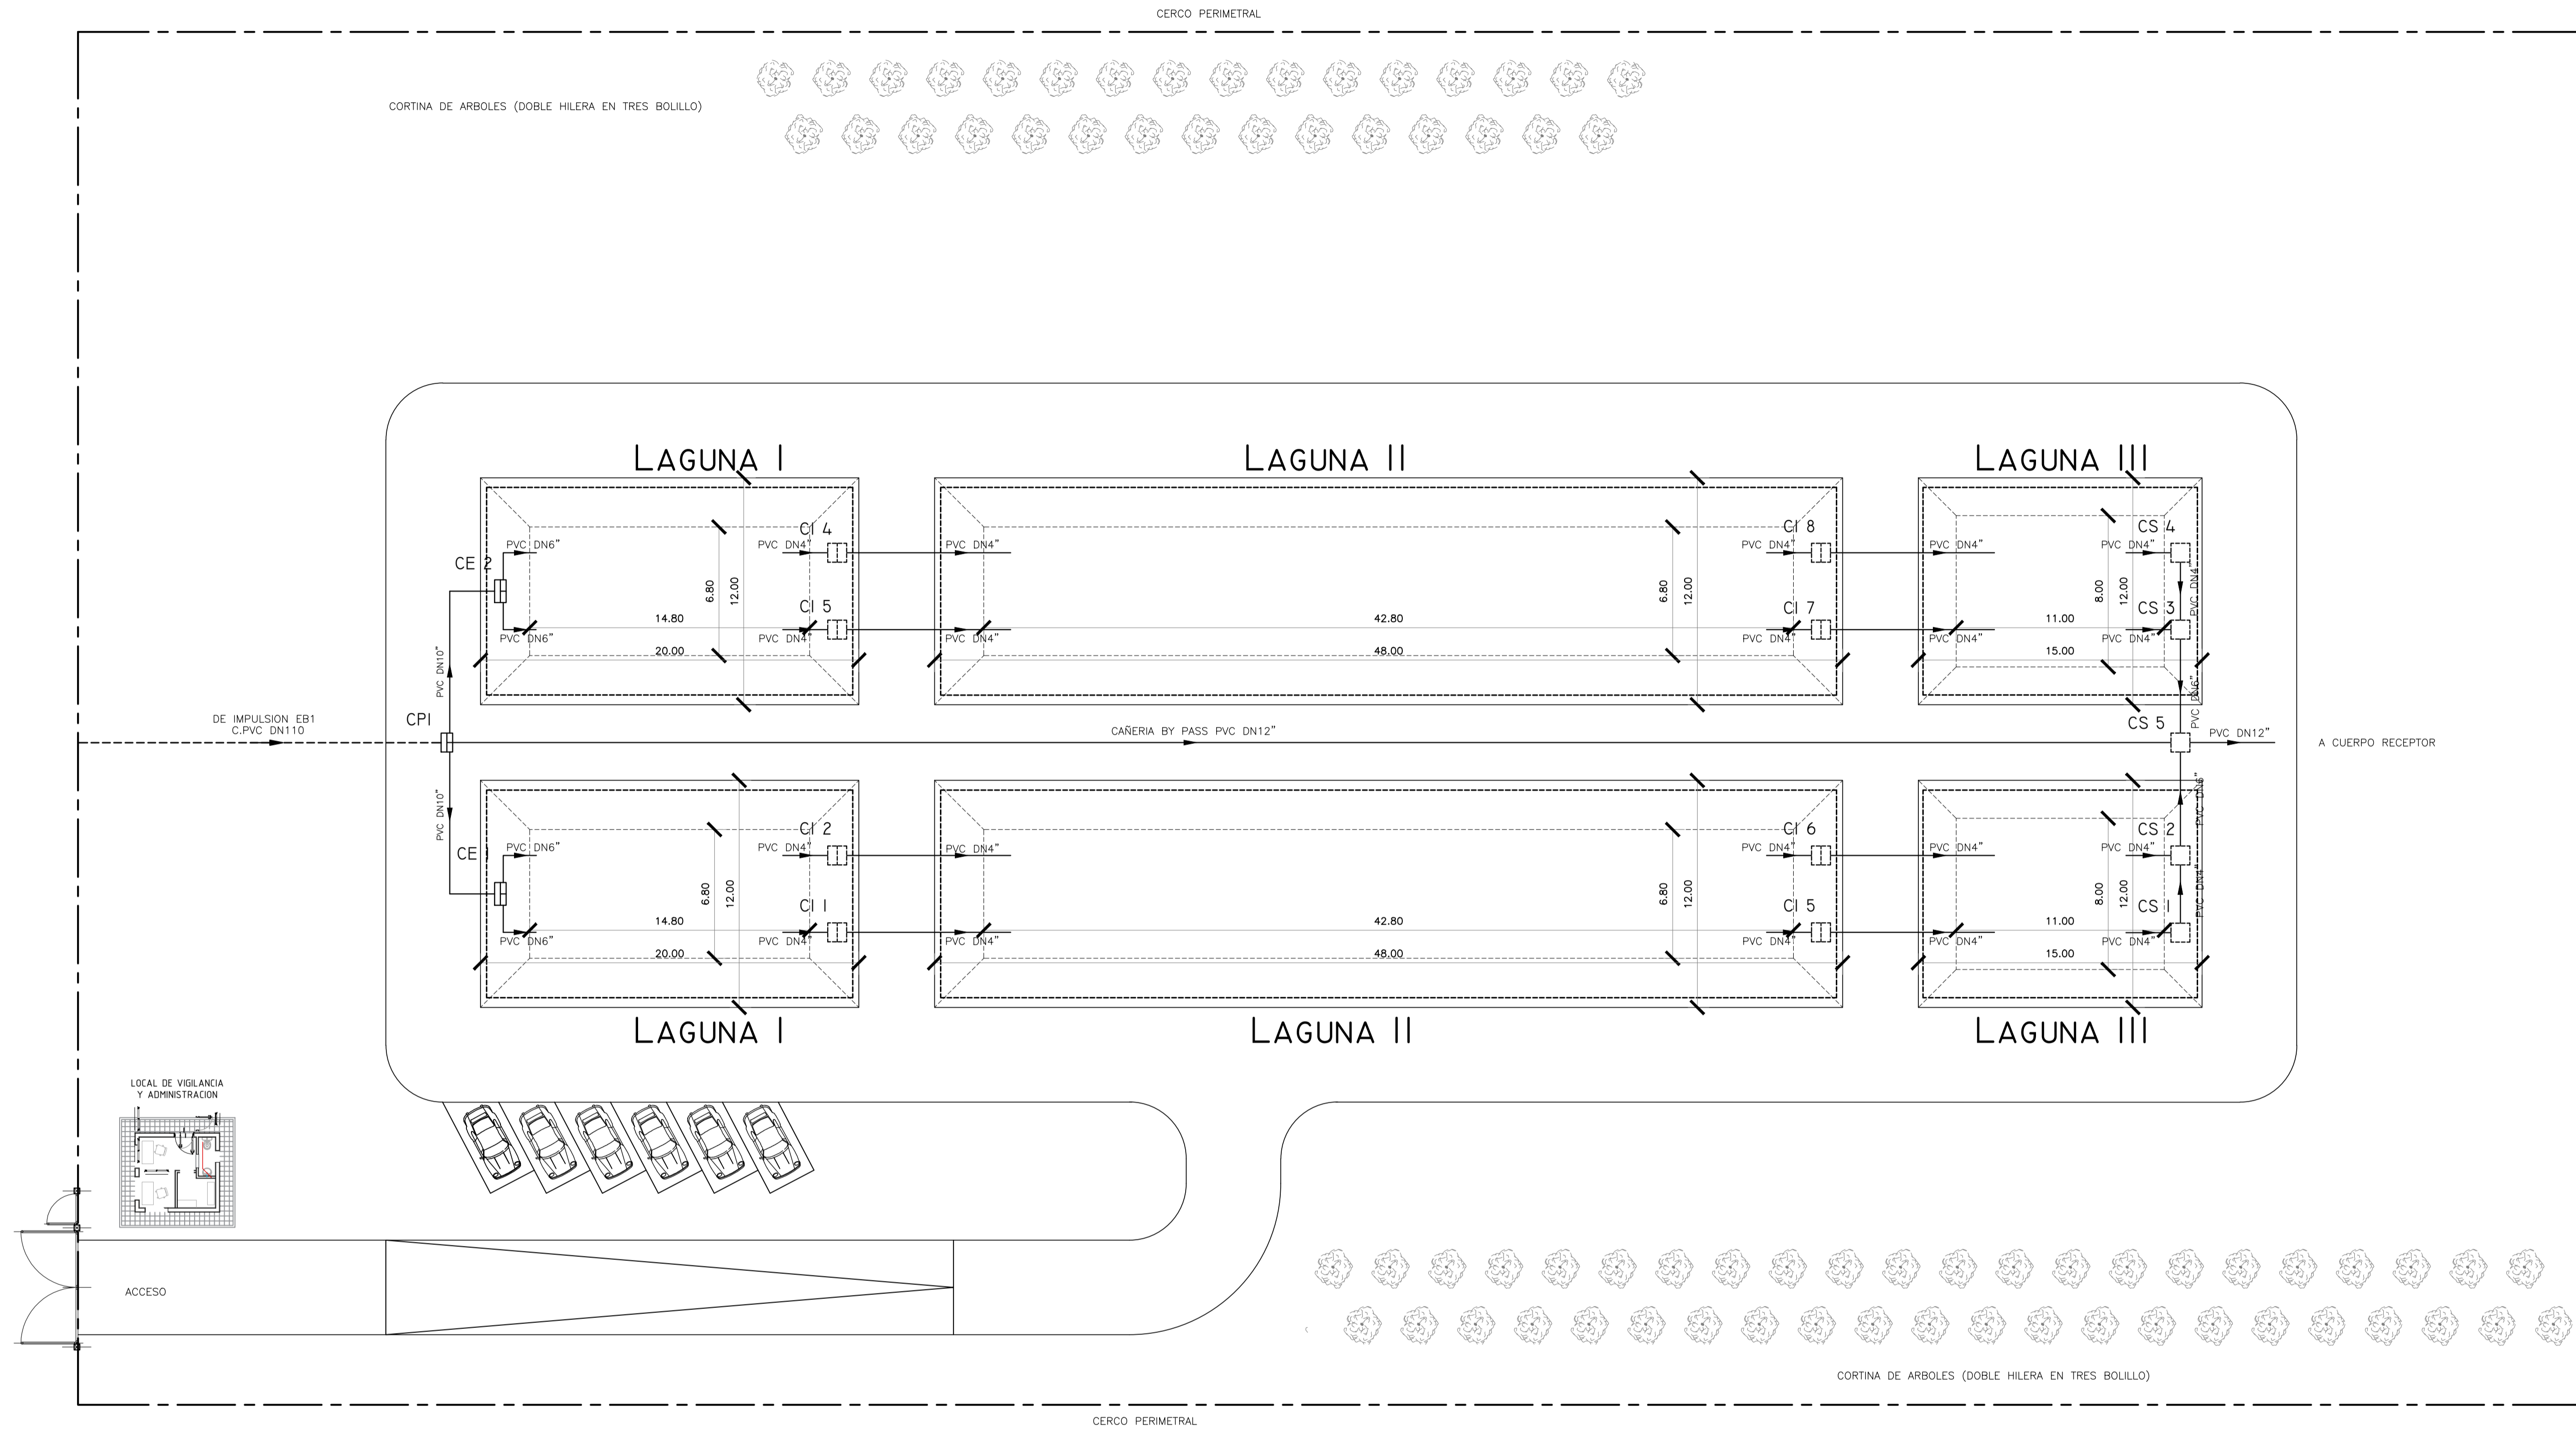 CERCO PERIMETRAL
CORTINA DE ARBOLES (DOBLE HILERA EN TRES BOLILLO)
LAGUNA I
LAGUNA II
LAGUNA III
CI 4
CI 8
CS 4
PVC DN6"
PVC DN4"
PVC DN4"
PVC DN4"
PVC DN4"
PVC DN4"
CE 2
PVC DN4"
6.80
12.00
6.80
12.00
8.00
12.00
CI 5
CI 7
CS 3
14.80
42.80
11.00
PVC DN6"
PVC DN4"
PVC DN4"
PVC DN4"
PVC DN4"
PVC DN4"
20.00
48.00
15.00
PVC DN10"
PVC DN6"
DE IMPULSION EB1
C.PVC DN110
CPI
CAÑERIA BY PASS PVC DN12"
CS 5
PVC DN12"
A CUERPO RECEPTOR
PVC DN10"
PVC DN6"
CI 2
CI 6
CS 2
CE 1
PVC DN6"
PVC DN4"
PVC DN4"
PVC DN4"
PVC DN4"
PVC DN4"
6.80
12.00
6.80
12.00
8.00
12.00
PVC DN4"
CI 1
CI 5
CS 1
14.80
42.80
11.00
PVC DN6"
PVC DN4"
PVC DN4"
PVC DN4"
PVC DN4"
PVC DN4"
20.00
48.00
15.00
LAGUNA I
LAGUNA II
LAGUNA III
LOCAL DE VIGILANCIA
Y ADMINISTRACION
ACCESO
CORTINA DE ARBOLES (DOBLE HILERA EN TRES BOLILLO)
CERCO PERIMETRAL